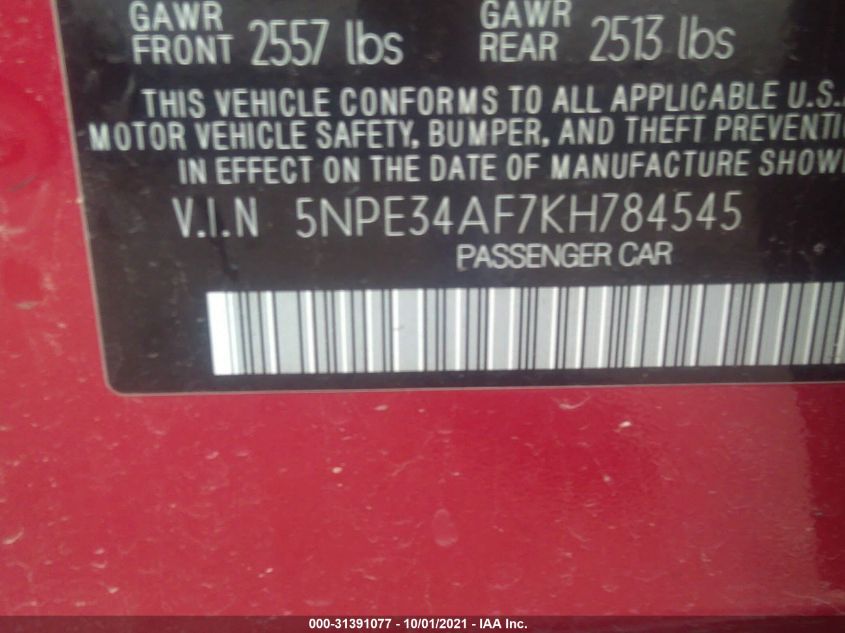 GAWR FRONT 2557 lbs GAWR REAR 2513 lbs
THIS VEHICLE CONFORMS TO ALL APPLICABLE U.S.
MOTOR VEHICLE SAFETY, BUMPER, AND THEFT PREVENTI
IN EFFECT ON THE DATE OF MANUFACTURE SHOW
V.I.N 5NPE34AF7KH784545
PASSENGER CAR
000-31391077 - 10/01/2021 - IAA Inc.